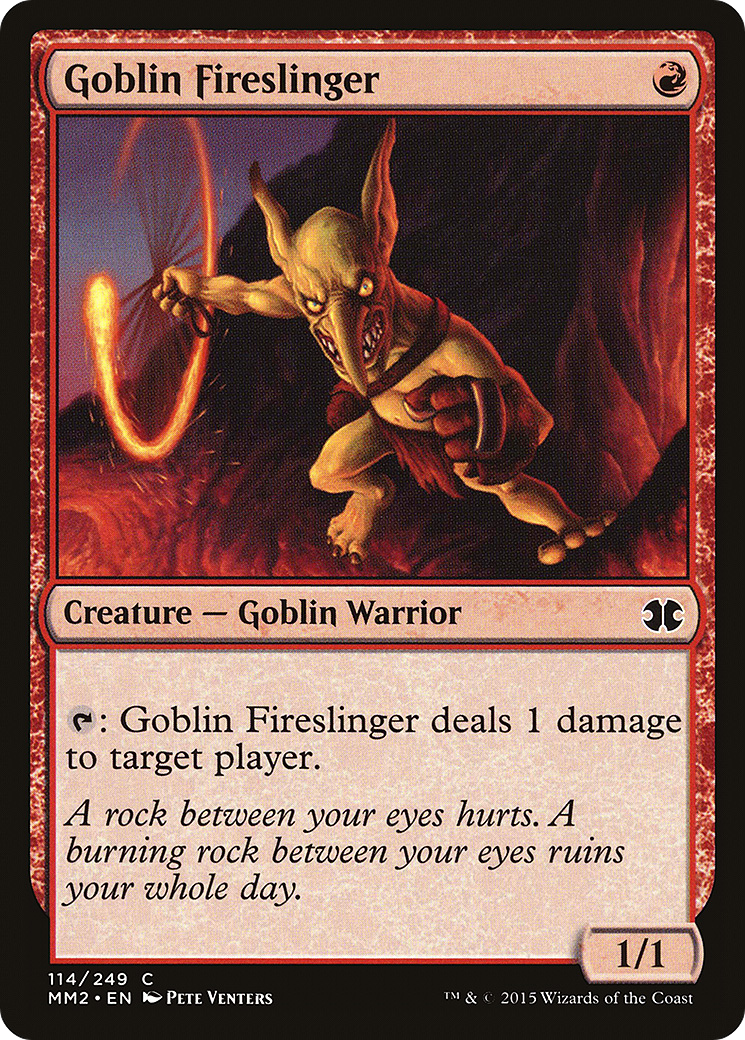 Goblin Fireslinger
Creature — Goblin Warrior
: Goblin Fireslinger deals 1 damage
to target player.
A rock between your eyes hurts. A
burning rock between your eyes ruins
your whole day.
1/1
114/249 C
MM2 • EN PETE VENTERS
™ & © 2015 Wizards of the Coast